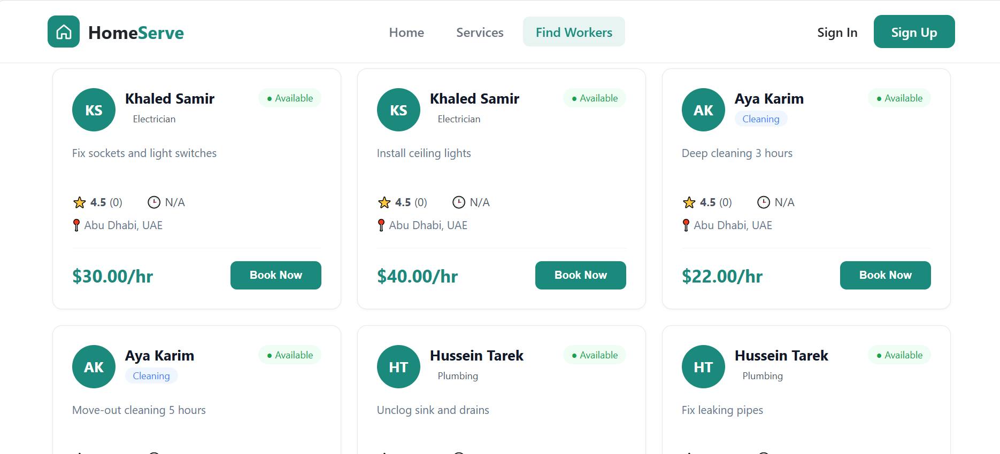 HomeServe
Home Services Find Workers
Sign In Sign Up
KS Khaled Samir • Available
Electrician
Fix sockets and light switches
4.5 (0) N/A
Abu Dhabi, UAE
$30.00/hr Book Now
KS Khaled Samir • Available
Electrician
Install ceiling lights
4.5 (0) N/A
Abu Dhabi, UAE
$40.00/hr Book Now
AK Aya Karim • Available
Cleaning
Deep cleaning 3 hours
4.5 (0) N/A
Abu Dhabi, UAE
$22.00/hr Book Now
AK Aya Karim • Available
Cleaning
Move-out cleaning 5 hours
HT Hussein Tarek • Available
Plumbing
Unclog sink and drains
HT Hussein Tarek • Available
Plumbing
Fix leaking pipes